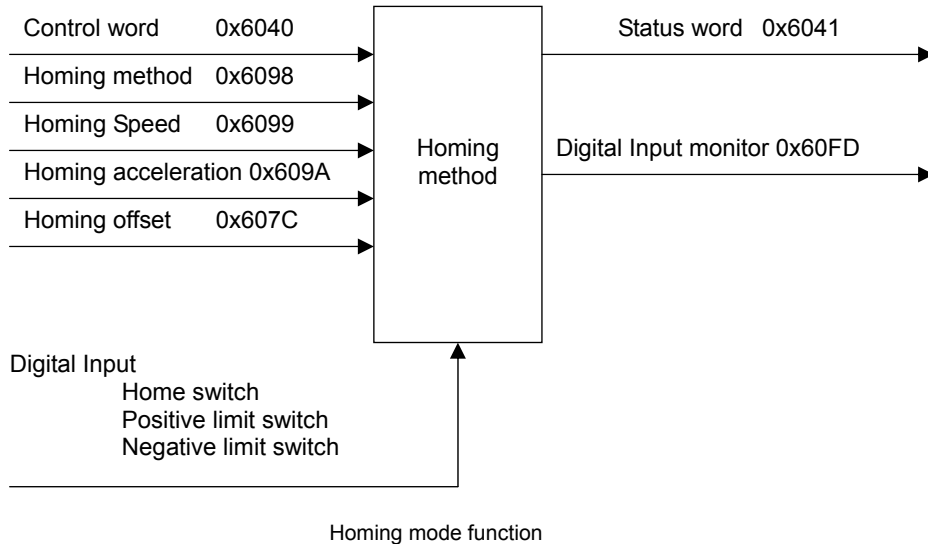 Control word 0x6040
Homing method 0x6098
Homing Speed 0x6099
Homing acceleration 0x609A
Homing offset 0x607C
Homing
method
Status word 0x6041
Digital Input monitor 0x60FD
Digital Input
Home switch
Positive limit switch
Negative limit switch
Homing mode function